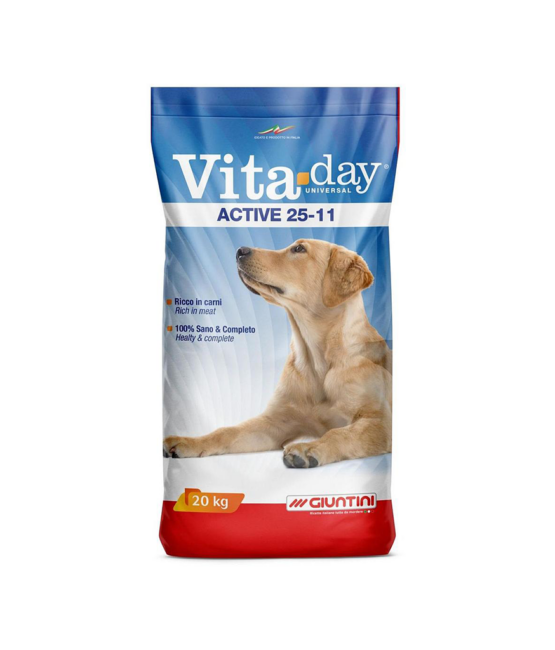 Vita day®
UNIVERSAL
ACTIVE 25-11
Ricco in carni
Rich in meat
100% Sano & Completo
Healty & complete
20 kg
GIUNTINI